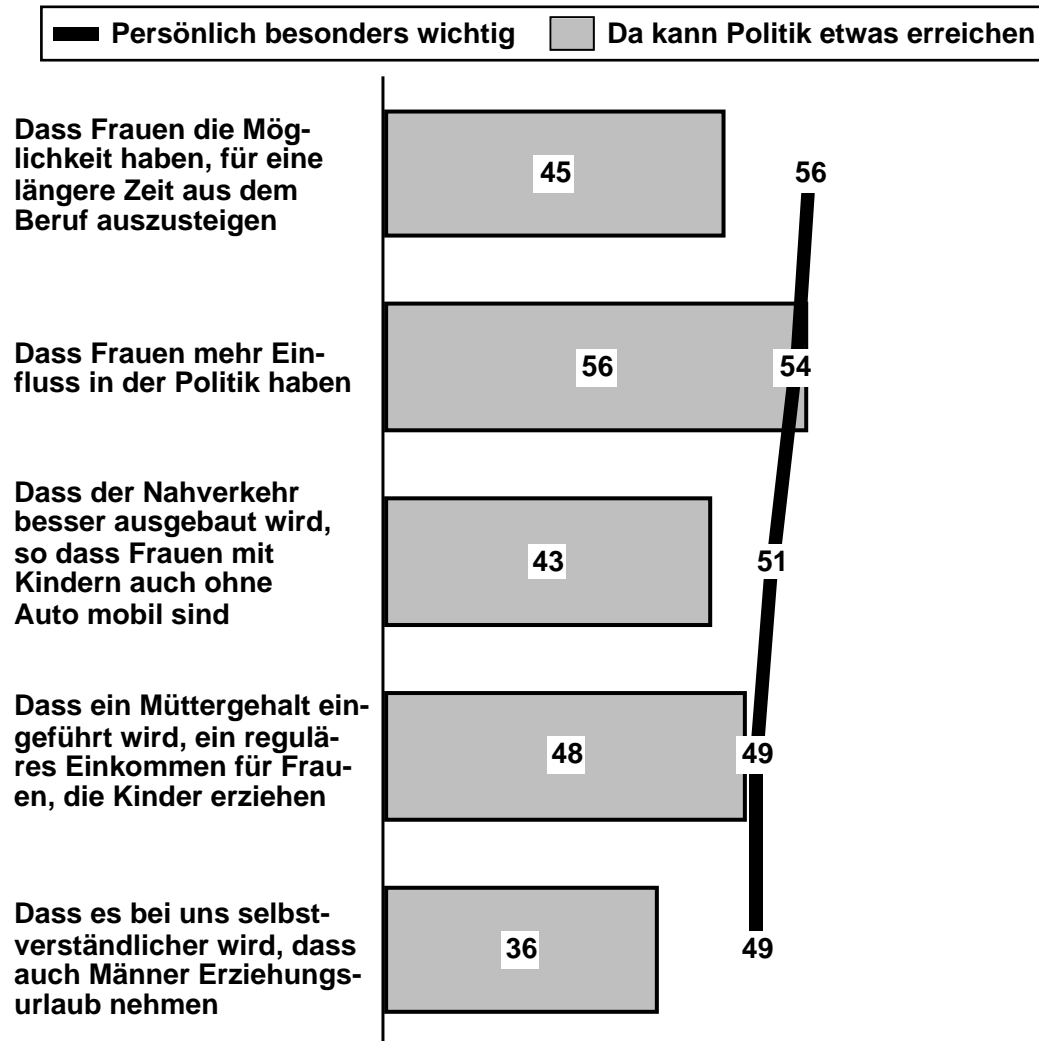 Persönlich besonders wichtig Da kann Politik etwas erreichen
Dass Frauen die Mög-
lichkeit haben, für eine
längere Zeit aus dem
Beruf auszusteigen
45
56
Dass Frauen mehr Ein-
fluss in der Politik haben
56
54
Dass der Nahverkehr
besser ausgebaut wird,
so dass Frauen mit
Kindern auch ohne
Auto mobil sind
43
51
Dass ein Müttergehalt ein-
geführt wird, ein regulä-
res Einkommen für Frau-
en, die Kinder erziehen
48
49
Dass es bei uns selbst-
verständlicher wird, dass
auch Männer Erziehungs-
urlaub nehmen
36
49